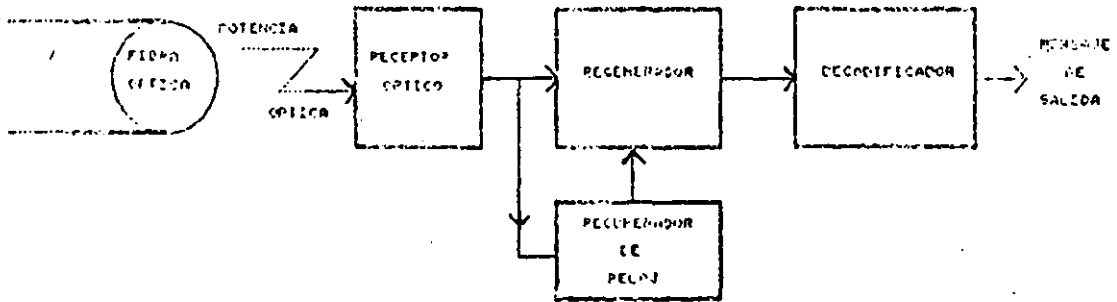 FIBRA
OPTICA
POTENCIA
OPTICA
RECEPTOR
OPTICO
REGENERADOR
DECODIFICADOR
MENSAJE
DE
SALIDA
RECUPERADOR
DE
RELOJ